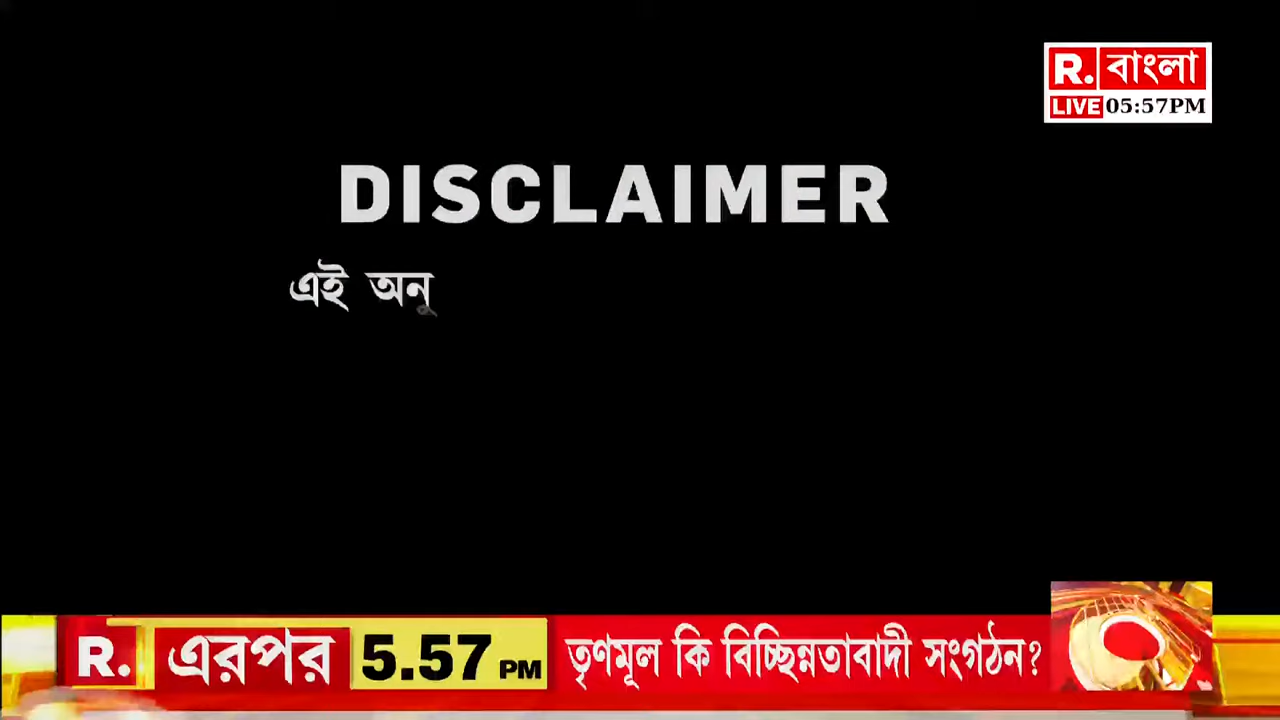 R. বাংলা
LIVE 05:57PM
DISCLAIMER
এই অনু
R. এরপর 5.57 PM তৃণমূল কি বিচ্ছিন্নতাবাদী সংগঠন?